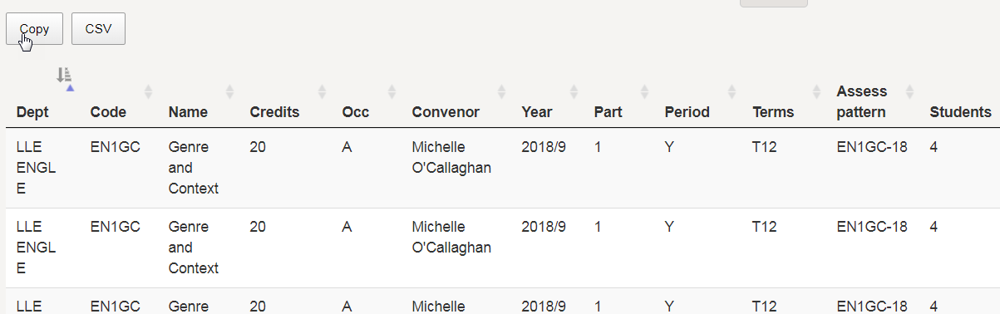 Copy CSV
Dept Code Name Credits Occ Convenor Year Part Period Terms Assess pattern Students
LLE EN1GC Genre 20 A Michelle 2018/9 1 Y T12 EN1GC-18 4
ENGL and O'Callaghan
E Context
LLE EN1GC Genre 20 A Michelle 2018/9 1 Y T12 EN1GC-18 4
ENGL and O'Callaghan
E Context
LLE EN1GC Genre 20 A Michelle 2018/9 1 Y T12 EN1GC-18 4